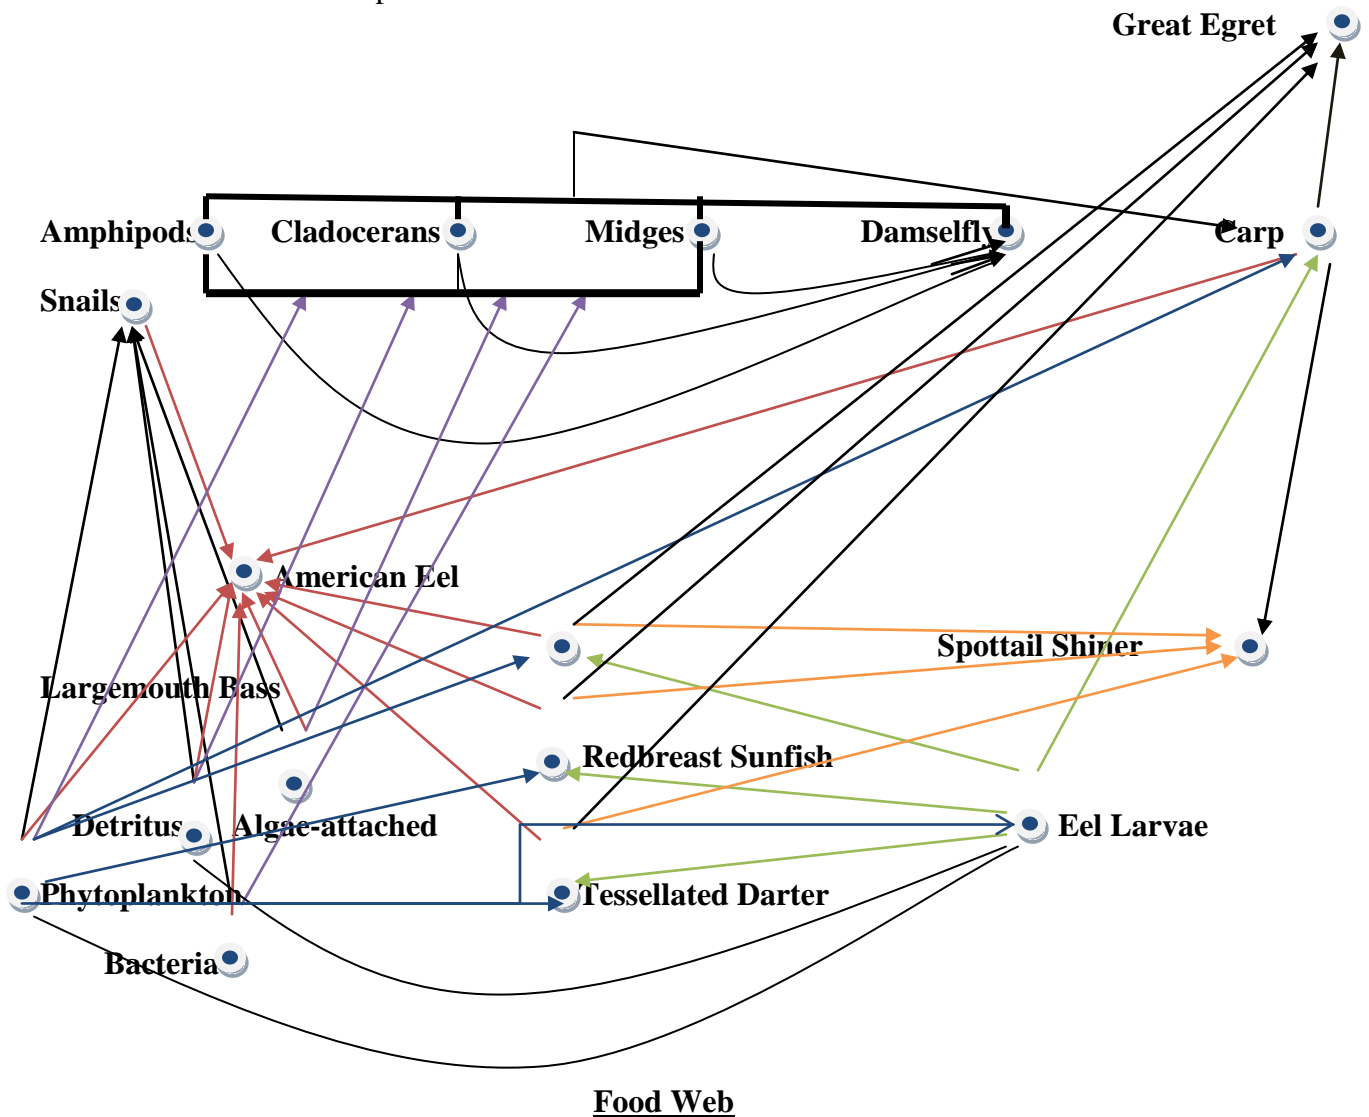 Great Egret
Amphipods Cladocerans Midges Damselfly Carp
Snails
American Eel
Spottail Shiner
Largemouth Bass
Redbreast Sunfish
Detritus Algae-attached Eel Larvae
Phytoplankton Tessellated Darter
Bacteria
Food Web